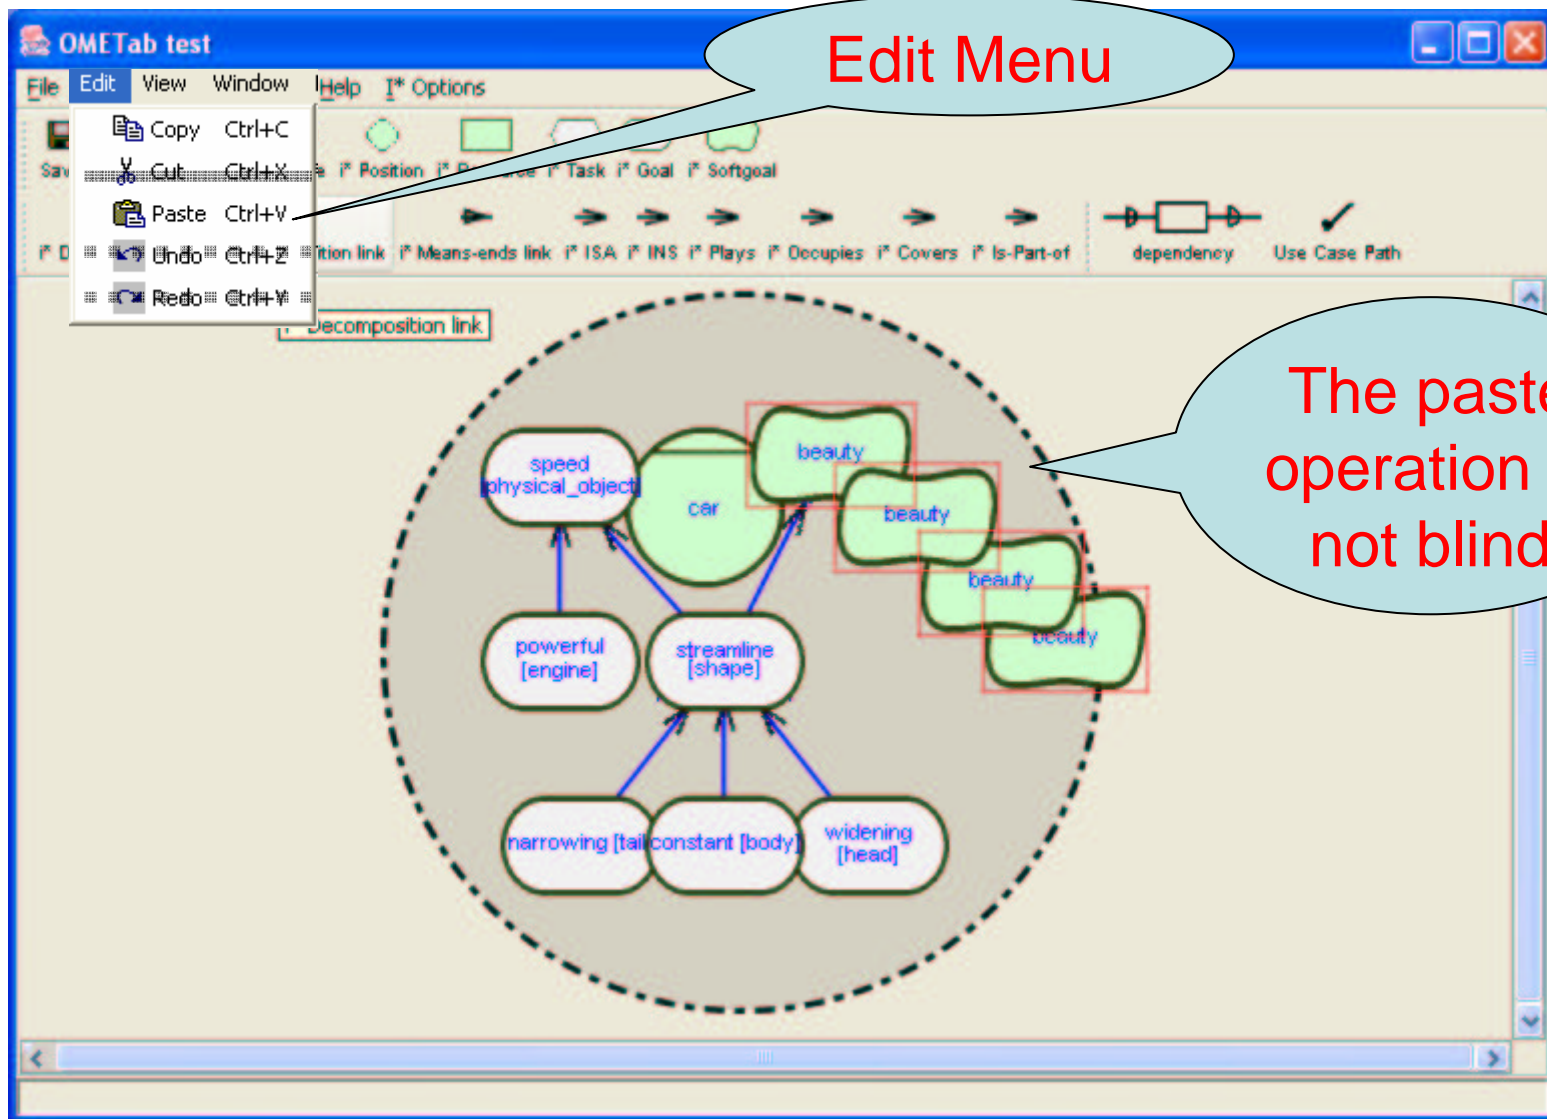 OMETab test
Edit Menu
File Edit View Window Help I* Options
Copy Ctrl+C
Cut Ctrl+X
Paste Ctrl+V
Undo Ctrl+Z
Redo Ctrl+Y
i* Position i* Task i* Goal i* Softgoal
link i* Means-ends link i* ISA i* INS i* Plays i* Occupies i* Covers i* Is-Part-of dependency Use Case Path
Decomposition link
The paste
operation
not blind
beauty
speed
[physical_object]
car
beauty
beauty
beauty
powerful
[engine]
streamline
[shape]
narrowing [tail
constant [body]
widening
[head]